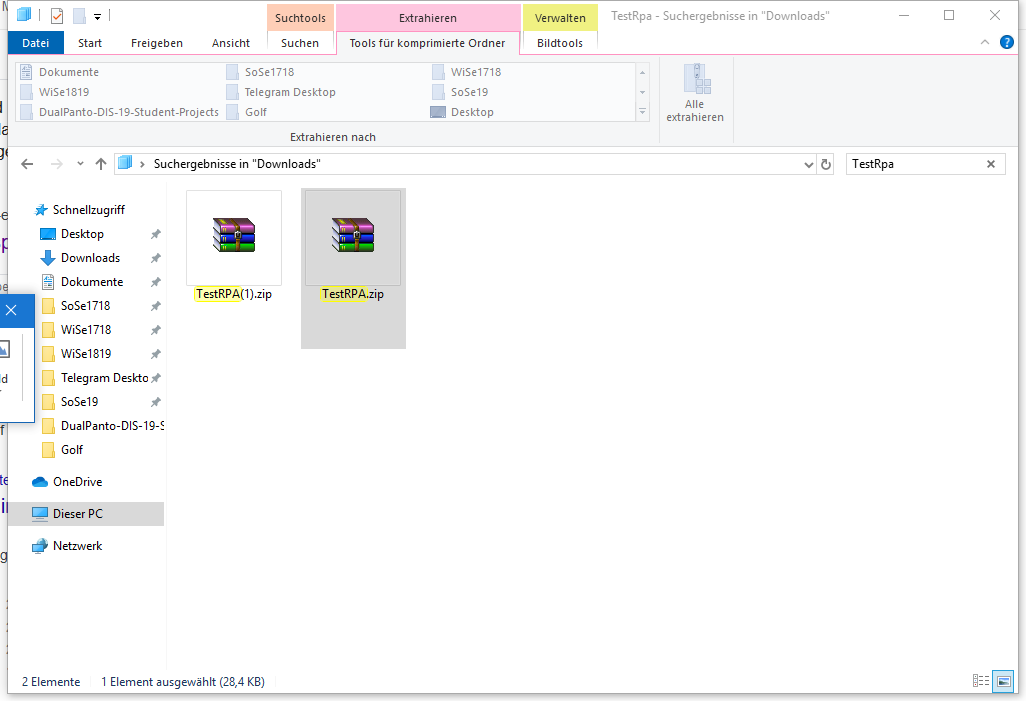 Suchtools Extrahieren Verwalten TestRpa - Suchergebnisse in "Downloads"
Datei Start Freigeben Ansicht Suchen Tools für komprimierte Ordner Bildtools
Dokumente SoSe1718 WiSe1718
WiSe1819 Telegram Desktop SoSe19
DualPanto-DIS-19-Student-Projects Golf Desktop
Alle
extrahieren
Extrahieren nach
Suchergebnisse in "Downloads" TestRpa
Schnellzugriff
Desktop
Downloads
Dokumente
SoSe1718
WiSe1718
WiSe1819
Telegram Deskto
SoSe19
DualPanto-DIS-19-S
Golf
OneDrive
Dieser PC
Netzwerk
TestRPA(1).zip TestRPA.zip
2 Elemente 1 Element ausgewählt (28,4 KB)